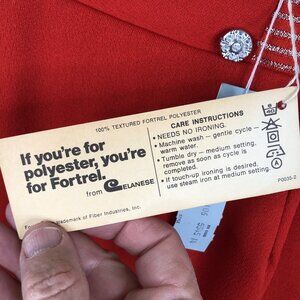 100% TEXTURED FORTREL POLYESTER
If you're for
polyester, you're
for Fortrel.
from CELANESE
trademark of Fiber Industries, Inc.
CARE INSTRUCTIONS
• NEEDS NO IRONING.
• Machine wash — gentle cycle —
warm water.
• Tumble dry — medium setting,
remove as soon as cycle is
completed.
• If touch-up ironing is desired,
use steam iron at medium setting.
P0035-2